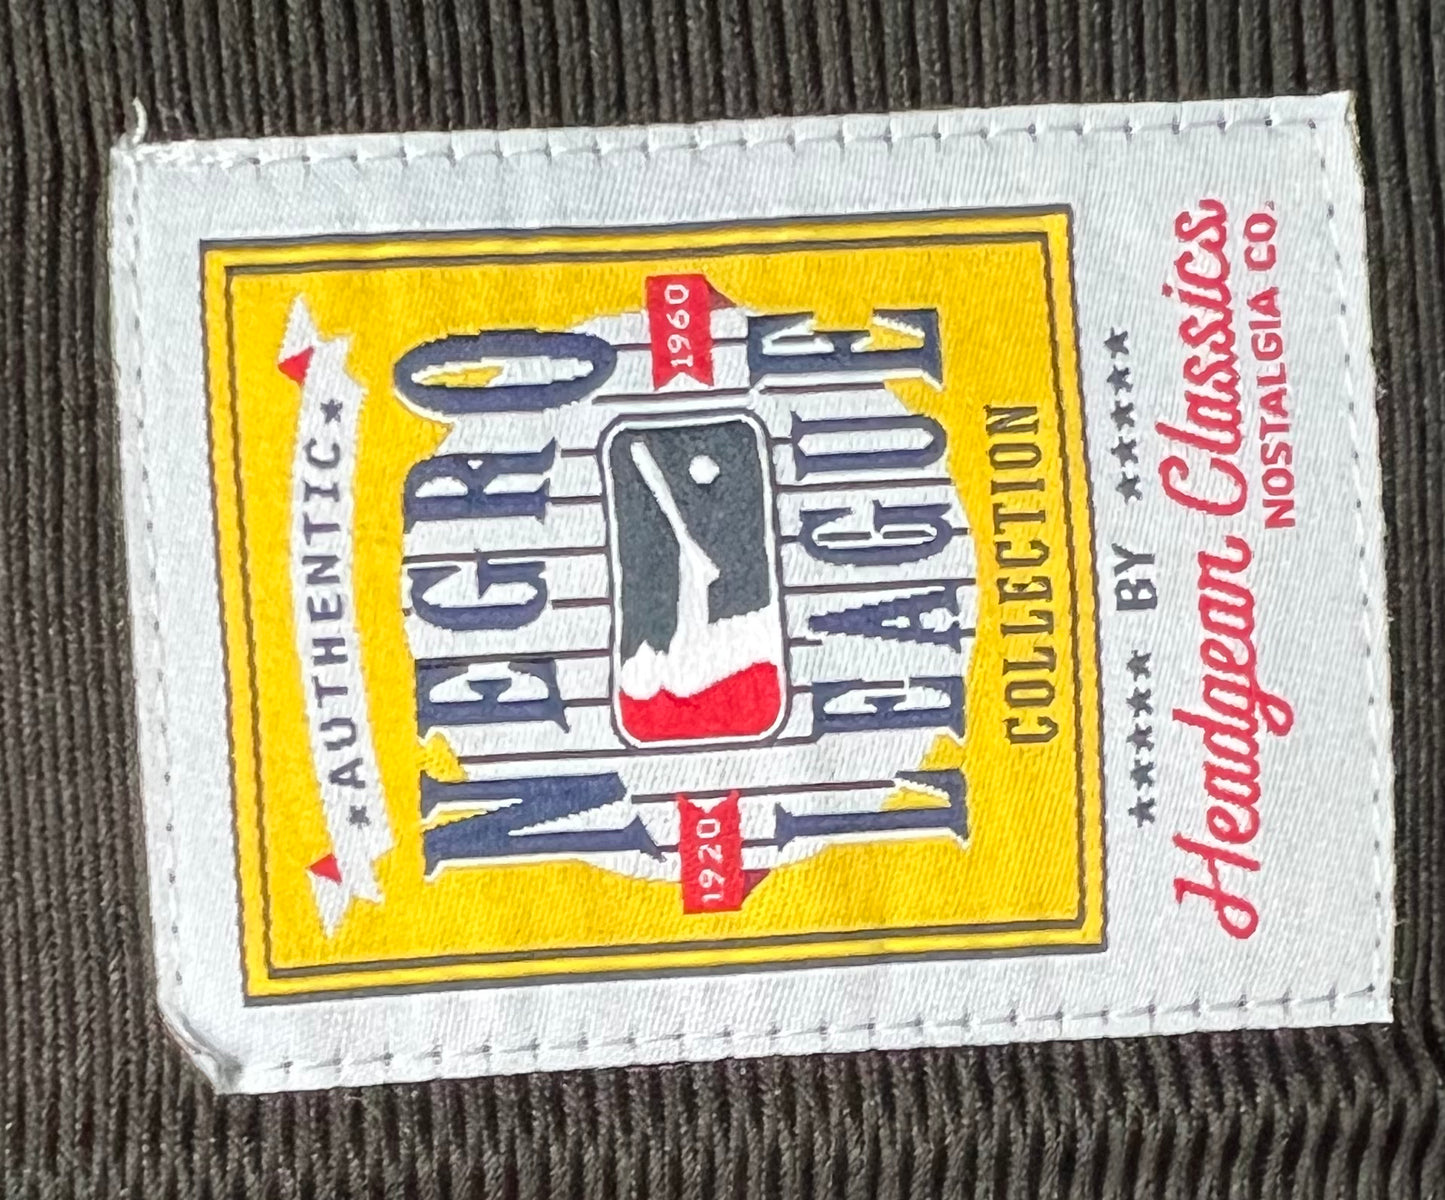 ★ AUTHENTIC ★
NEGRO
1920 1960
LEAGUE
COLLECTION
★★★★★ BY ★★★★★
Headgear Classics
NOSTALGIA CO.